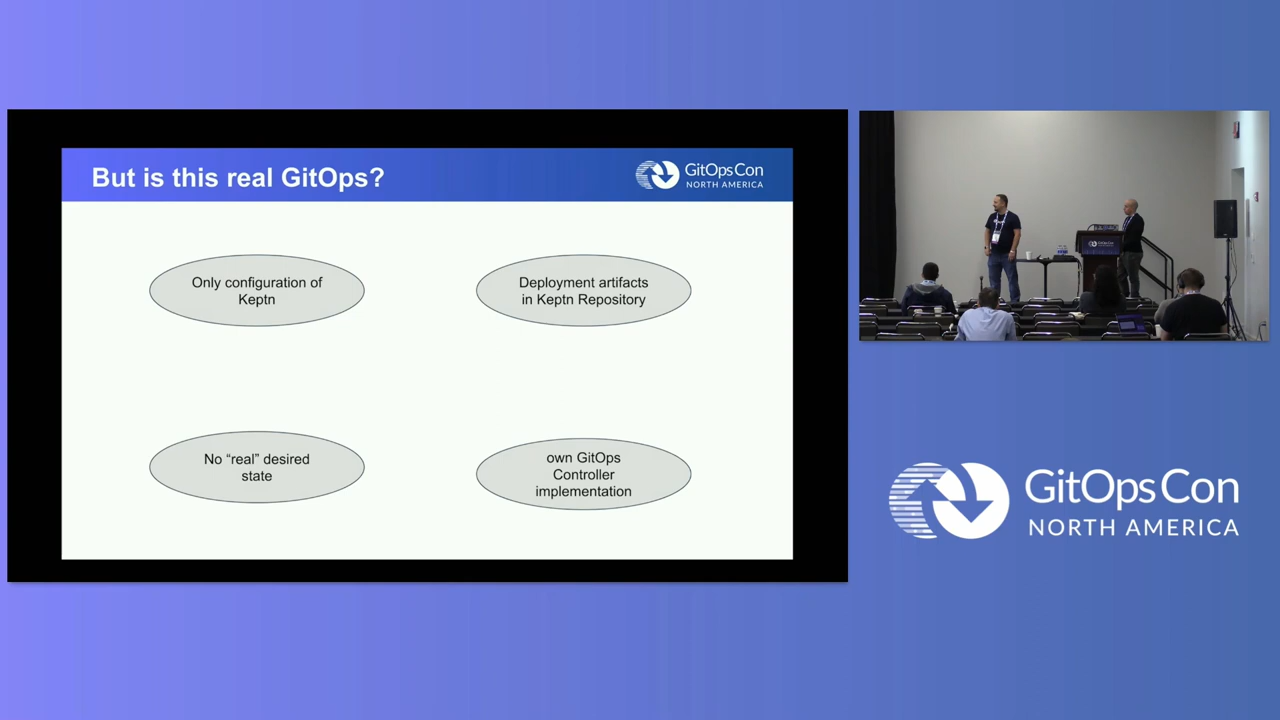 But is this real GitOps?
GitOpsCon
NORTH AMERICA
Only configuration of
Keptn
Deployment artifacts
in Keptn Repository
No “real” desired
state
own GitOps
Controller
implementation
GitOpsCon
NORTH AMERICA